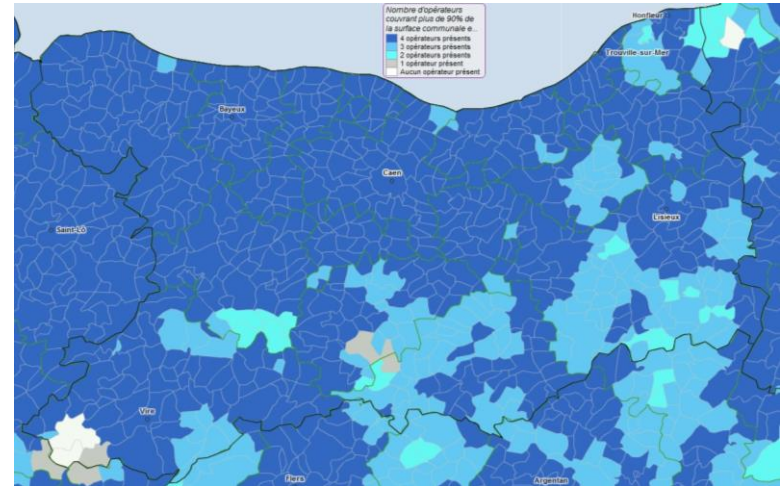 Nombre d'opérateurs
couvrant plus de 90% de
la surface communale e...
4 opérateurs présents
3 opérateurs présents
2 opérateurs présents
1 opérateur présent
Aucun opérateur présent
Honfleur
Trouville-sur-Mer
Bayeux
Caen
Lisieux
Saint-Lô
Vire
Flers
Argentan